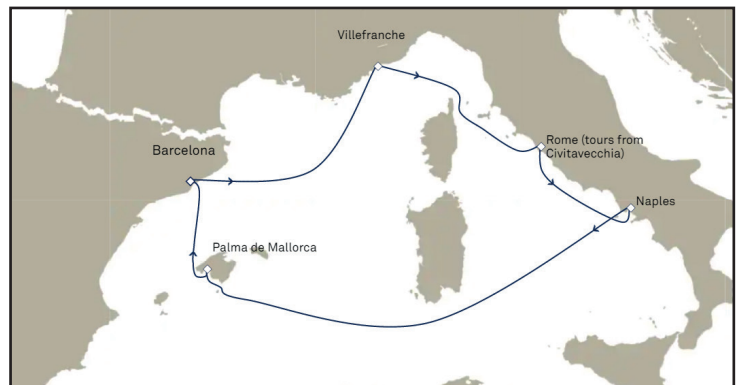 Villefranche
Rome (tours from
Civitavecchia)
Barcelona
Naples
Palma de Mallorca